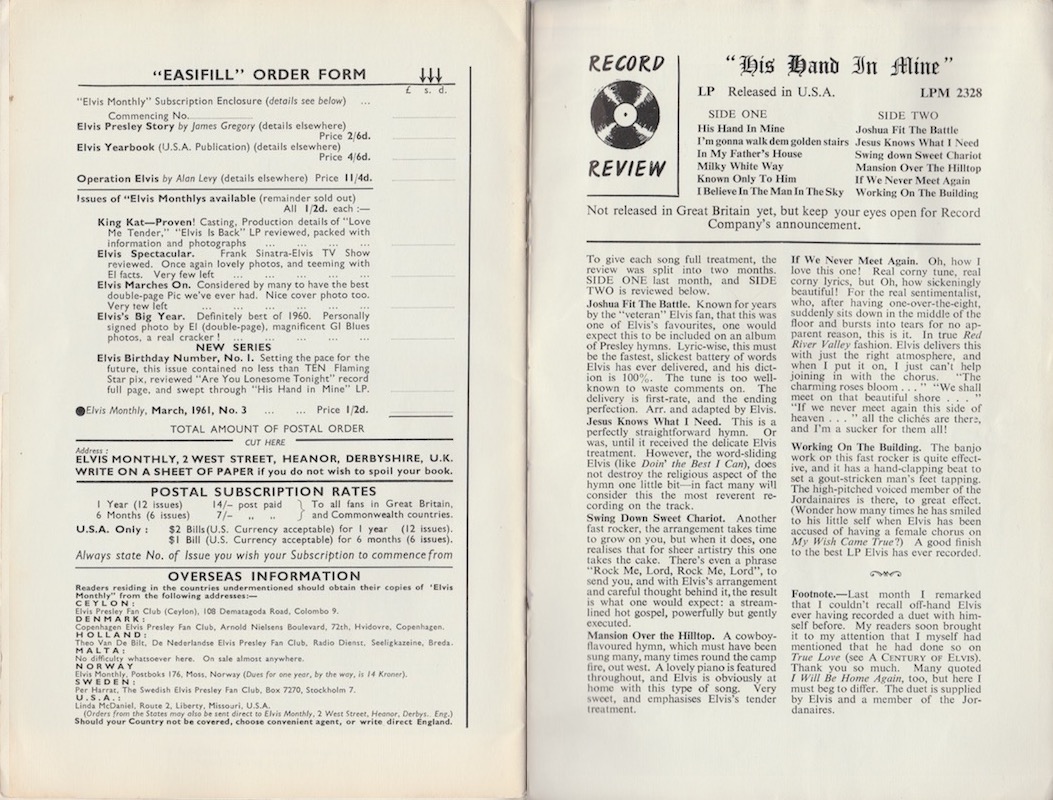 "EASIFILL" ORDER FORM
£ s. d.
"Elvis Monthly" Subscription Enclosure (details see below) ...
Commencing No.
Elvis Presley Story by James Gregory (details elsewhere)
Price 2/6d.
Elvis Yearbook (U.S.A. Publication) (details elsewhere)
Price 4/6d.
Operation Elvis by Alan Levy (details elsewhere) Price 11/4d.
Issues of "Elvis Monthlys available (remainder sold out)
All 1/2d. each :—
King Kat—Proven! Casting, Production details of "Love
Me Tender," "Elvis Is Back" LP reviewed, packed with
information and photographs ... ... ... ...
Elvis Spectacular. Frank Sinatra-Elvis TV Show
reviewed. Once again lovely photos, and teeming with
El facts. Very few left ... ... ... ... ...
Elvis Marches On. Considered by many to have the best
double-page Pic we've ever had. Nice cover photo too.
Very few left ... ... ... ... ...
Elvis's Big Year. Definitely bert of 1960. Personally
signed photo by El (double-page), magnificent GI Blues
photos, a real cracker ! ... ... ... ... ...
NEW SERIES
Elvis Birthday Number, No. 1. Setting the pace for the
future, this issue contained no less than TEN Flaming
Star pix, reviewed "Are You Lonesome Tonight" record
full page, and swept through "His Hand in Mine" LP.
Elvis Monthly, March, 1961, No. 3 ... ... Price 1/2d.
TOTAL AMOUNT OF POSTAL ORDER
CUT HERE
Address :
ELVIS MONTHLY, 2 WEST STREET, HEANOR, DERBYSHIRE, U.K.
WRITE ON A SHEET OF PAPER if you do not wish to spoil your book.
POSTAL SUBSCRIPTION RATES
1 Year (12 issues) 14/- post paid } To all fans in Great Britain,
6 Months (6 issues) 7/- ,, ,, } and Commonwealth countries.
U.S.A. Only : $2 Bills (U.S. Currency acceptable) for 1 year (12 issues).
$1 Bill (U.S. Currency acceptable) for 6 months (6 issues).
Always state No. of Issue you wish your Subscription to commence from
OVERSEAS INFORMATION
Readers residing in the countries undermentioned should obtain their copies of 'Elvis
Monthly" from the following addresses:—
CEYLON:
Elvis Presley Fan Club (Ceylon), 108 Dematagoda Road, Colombo 9.
DENMARK:
Copenhagen Elvis Presley Fan Club, Arnold Nielsens Boulevard, 72th, Hvidovre, Copenhagen.
HOLLAND:
Theo Van De Bilt, De Nederlandse Elvis Presley Fan Club, Radio Dienst, Seeligkazeine, Breda.
MALTA:
No difficulty whatsoever here. On sale almost anywhere.
NORWAY
Elvis Monthly, Postboks 176, Moss, Norway (Dues for one year, by the way, is 14 Kroner).
SWEDEN:
Per Harrat, The Swedish Elvis Presley Fan Club, Box 7270, Stockholm 7.
U.S.A.:
Linda McDaniel, Route 2, Liberty, Missouri, U.S.A.
(Orders from the States may also be sent direct to Elvis Monthly, 2 West Street, Heanor, Derbys., Eng.)
Should your Country not be covered, choose convenient agent, or write direct England.
RECORD
REVIEW
"His Hand In Mine"
LP Released in U.S.A. LPM 2328
SIDE ONE
His Hand In Mine
I'm gonna walk dem golden stairs
In My Father's House
Milky White Way
Known Only To Him
I Believe In The Man In The Sky
SIDE TWO
Joshua Fit The Battle
Jesus Knows What I Need
Swing down Sweet Chariot
Mansion Over the Hilltop
If We Never Meet Again
Working On The Building
Not released in Great Britain yet, but keep your eyes open for Record
Company's announcement.
To give each song full treatment, the
review was split into two months.
SIDE ONE last month, and SIDE
TWO is reviewed below.
Joshua Fit The Battle. Known for years
by the "veteran" Elvis fan, that this was
one of Elvis's favourites, one would
expect this to be included on an album
of Presley hymns. Lyric-wise, this must
be the fastest, slickest battery of words
Elvis has ever delivered, and his dict-
ion is 100%. The tune is too well-
known to waste comments on. The
delivery is first-rate, and the ending
perfection. Arr. and adapted by Elvis.
Jesus Knows What I Need. This is a
perfectly straightforward hymn. Or
was, until it received the delicate Elvis
treatment. However, the word-sliding
Elvis (like Doin' the Best I Can), does
not destroy the religious aspect of the
hymn one little bit—in fact many will
consider this the most reverent re-
cording on the track.
Swing Down Sweet Chariot. Another
fast rocker, the arrangement takes time
to grow on you, but when it does, one
realises that for sheer artistry this one
takes the cake. There's even a phrase
"Rock Me, Lord, Rock Me, Lord", to
send you, and with Elvis's arrangement
and careful thought behind it, the result
is what one would expect: a stream-
lined hot gospel, powerfully but gently
executed.
Mansion Over the Hilltop. A cowboy-
flavoured hymn, which must have been
sung many, many times round the camp
fire, out west. A lovely piano is featured
throughout, and Elvis is obviously at
home with this type of song. Very
sweet, and emphasises Elvis's tender
treatment.
If We Never Meet Again. Oh, how I
love this one! Real corny tune, real
corny lyrics, but Oh, how sickeningly
beautiful! For the real sentimentalist,
who, after having one-over-the-eight,
suddenly sits down in the middle of the
floor and bursts into tears for no ap-
parent reason, this is it. In true Red
River Valley fashion. Elvis delivers this
with just the right atmosphere, and
when I put it on, I just can't help
joining in with the chorus. "The
charming roses bloom . . ." "We shall
meet on that beautiful shore . . . "
"If we never meet again this side of
heaven . . . " all the clichés are there,
and I'm a sucker for them all!
Working On The Building. The banjo
work on this fast rocker is quite effect-
ive, and it has a hand-clapping beat to
set a gout-stricken man's feet tapping.
The high-pitched voiced member of the
Jordainaires is there, to great effect.
(Wonder how many times he has smiled
to his little self when Elvis has been
accused of having a female chorus on
My Wish Came True?) A good finish
to the best LP Elvis has ever recorded.
Footnote.—Last month I remarked
that I couldn't recall off-hand Elvis
ever having recorded a duet with him-
self before. My readers soon brought
it to my attention that I myself had
mentioned that he had done so on
True Love (see A CENTURY OF ELVIS).
Thank you so much. Many quoted
I Will Be Home Again, too, but here I
must beg to differ. The duet is supplied
by Elvis and a member of the Jor-
danaires.